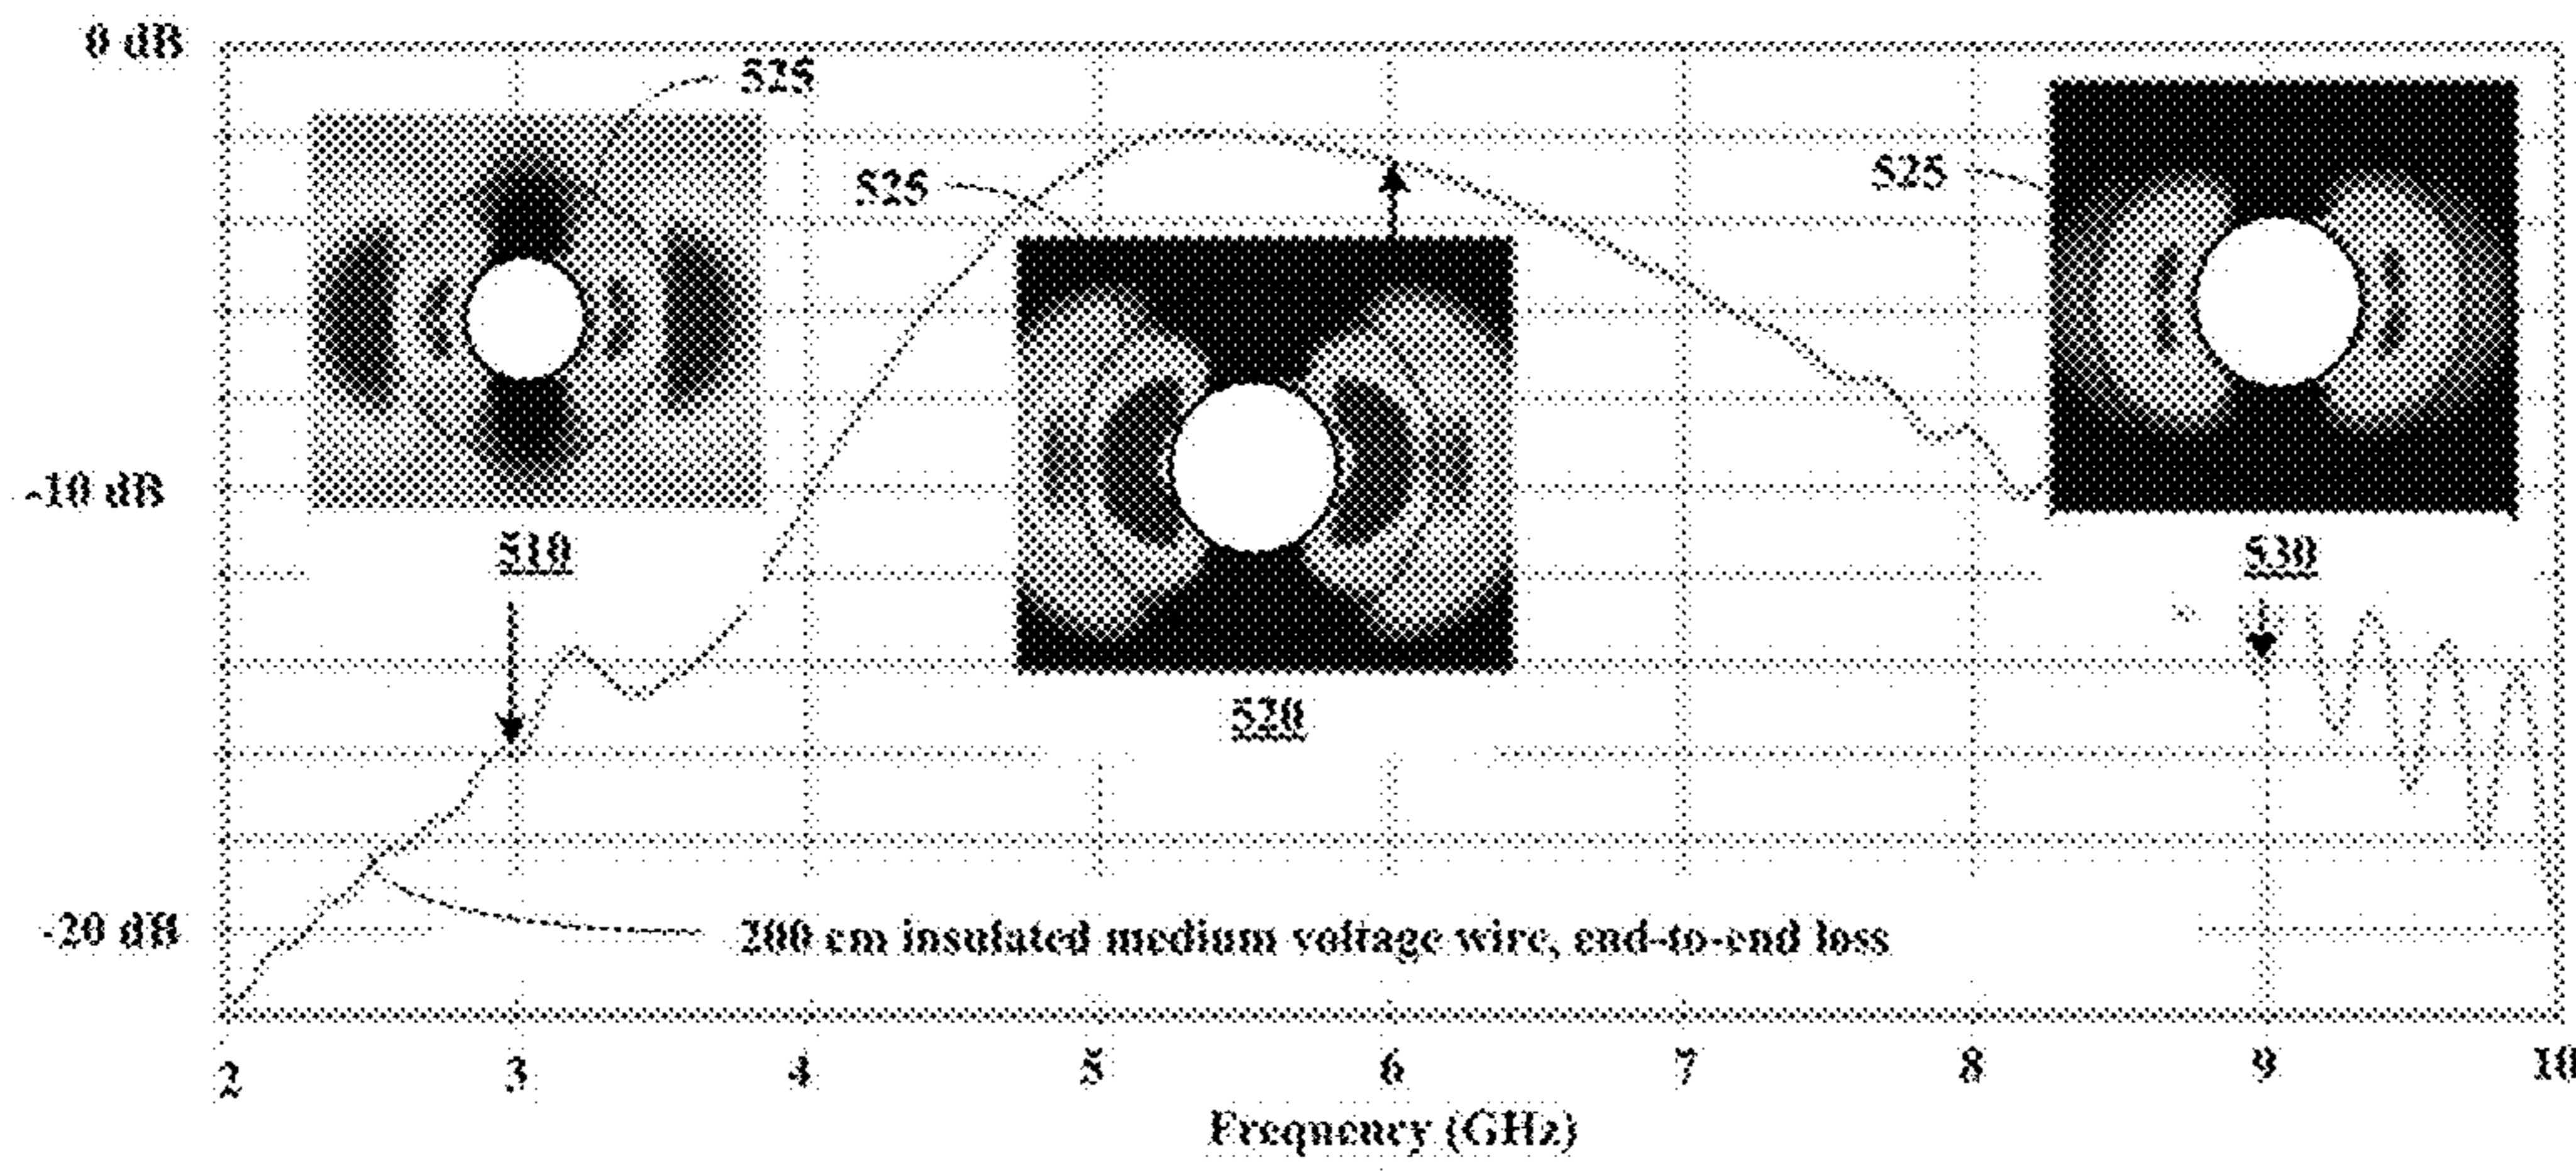 0 dB
525
525
525
-10 dB
510
530
520
-20 dB
200 cm insulated medium voltage wire, end-to-end loss
2 3 4 5 6 7 8 9 10
Frequency (GHz)